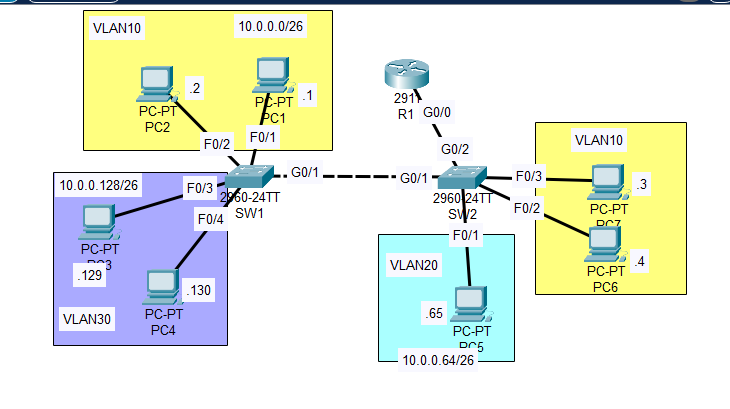 VLAN10
10.0.0.0/26
.2
.1
PC-PT
PC2
PC-PT
PC1
F0/2
F0/1
2911
R1
G0/0
G0/2
VLAN10
10.0.0.128/26
F0/3
G0/1
G0/1
F0/3
.3
2960-24TT
SW1
2960-24TT
SW2
PC-PT
PC7
F0/4
F0/2
F0/1
PC-PT
PC3
.129
VLAN20
.4
PC-PT
PC6
.130
PC-PT
PC4
VLAN30
.65
PC-PT
PC5
10.0.0.64/26